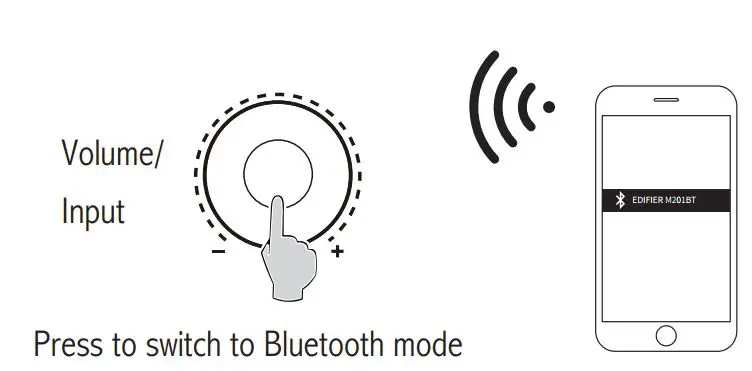 Volume/
Input
− +
EDIFIER M201BT
Press to switch to Bluetooth mode